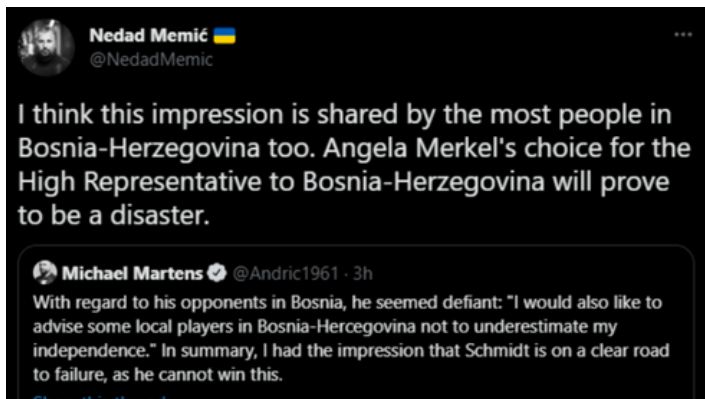 Nedad Memić 🇺🇦
@NedadMemic
I think this impression is shared by the most people in
Bosnia-Herzegovina too. Angela Merkel's choice for the
High Representative to Bosnia-Herzegovina will prove
to be a disaster.
Michael Martens @Andric1961 · 3h
With regard to his opponents in Bosnia, he seemed defiant: "I would also like to
advise some local players in Bosnia-Hercegovina not to underestimate my
independence." In summary, I had the impression that Schmidt is on a clear road
to failure, as he cannot win this.